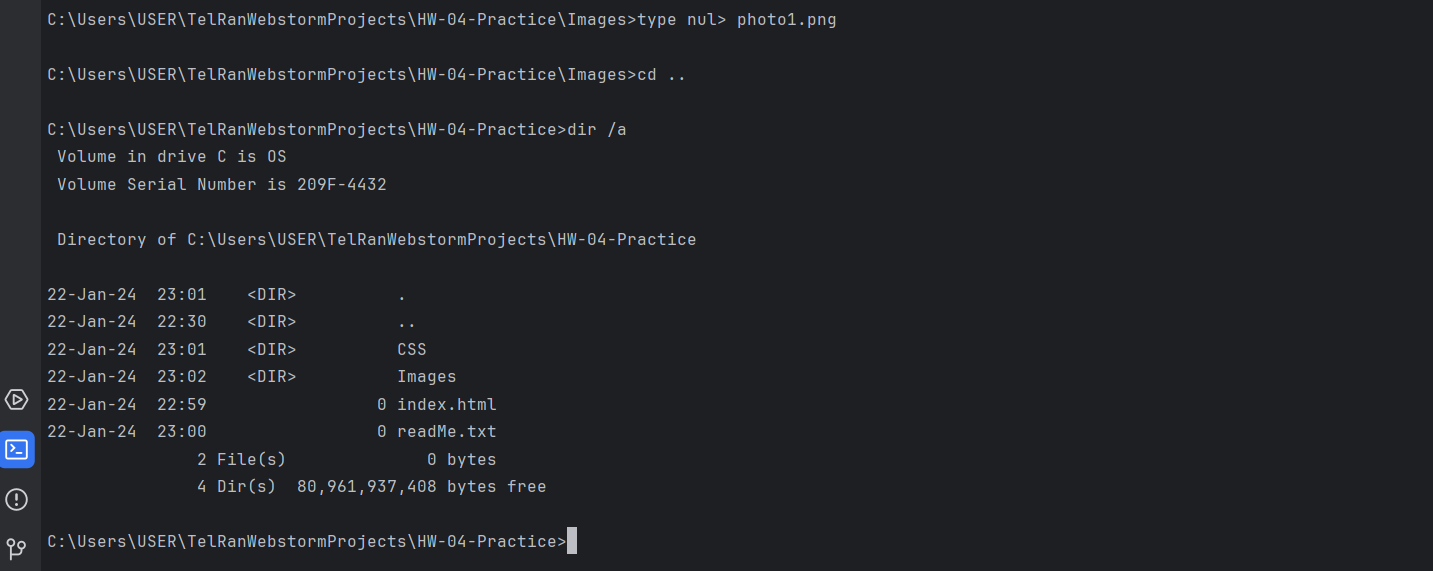 C:\Users\USER\TelRanWebstormProjects\HW-04-Practice\Images>type nul> photo1.png
C:\Users\USER\TelRanWebstormProjects\HW-04-Practice\Images>cd ..
C:\Users\USER\TelRanWebstormProjects\HW-04-Practice>dir /a
 Volume in drive C is OS
 Volume Serial Number is 209F-4432
 Directory of C:\Users\USER\TelRanWebstormProjects\HW-04-Practice
22-Jan-24  23:01    <DIR>          .
22-Jan-24  22:30    <DIR>          ..
22-Jan-24  23:01    <DIR>          CSS
22-Jan-24  23:02    <DIR>          Images
22-Jan-24  22:59                 0 index.html
22-Jan-24  23:00                 0 readMe.txt
               2 File(s)              0 bytes
               4 Dir(s)  80,961,937,408 bytes free
C:\Users\USER\TelRanWebstormProjects\HW-04-Practice>